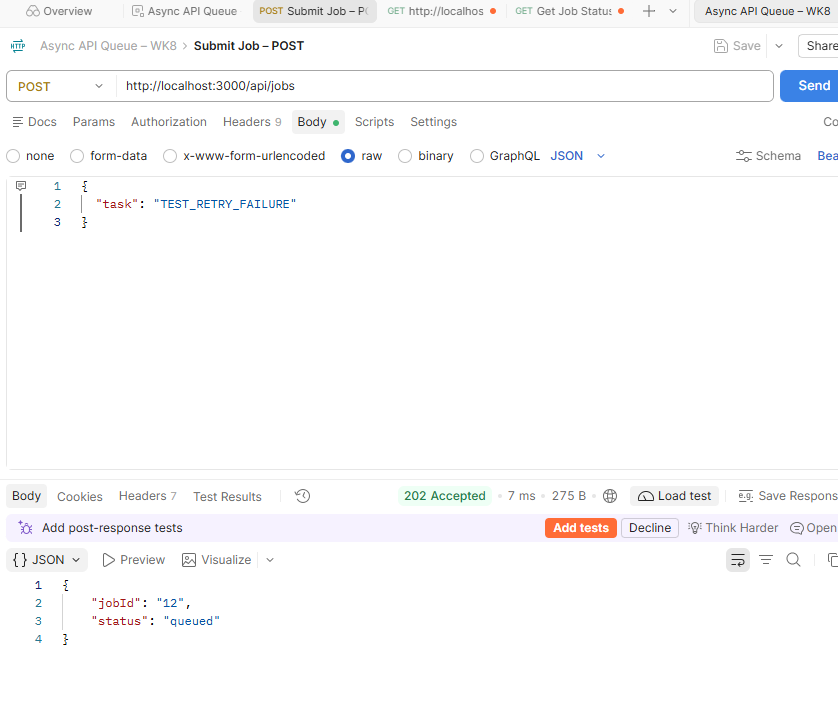 Overview Async API Queue POST Submit Job – P GET http://localhos GET Get Job Status Async API Queue – WK8
HTTP Async API Queue – WK8 > Submit Job – POST Save Share
POST http://localhost:3000/api/jobs Send
Docs Params Authorization Headers 9 Body Scripts Settings Co
none form-data x-www-form-urlencoded raw binary GraphQL JSON Schema Bea
1 {
2 "task": "TEST_RETRY_FAILURE"
3 }
Body Cookies Headers 7 Test Results 202 Accepted 7 ms 275 B Load test e.g. Save Respons
Add post-response tests Add tests Decline Think Harder Open
{} JSON Preview Visualize
1 {
2 "jobId": "12",
3 "status": "queued"
4 }